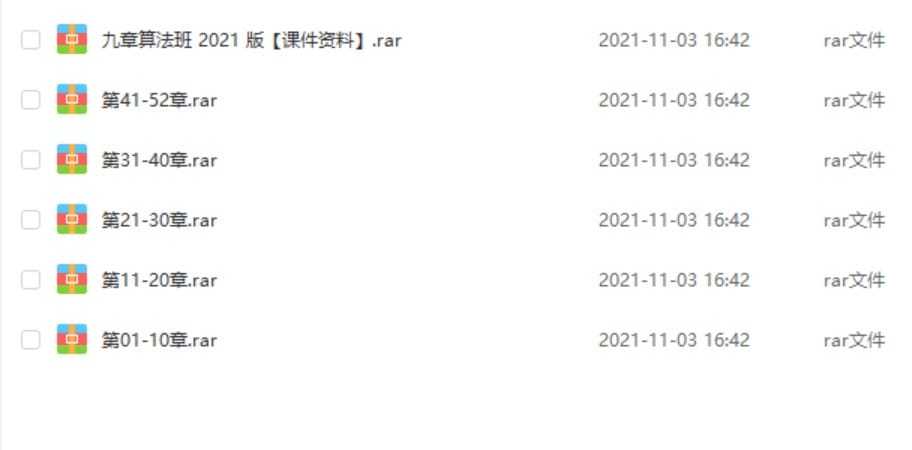 九章算法班 2021 版【课件资料】.rar 2021-11-03 16:42 rar文件
第41-52章.rar 2021-11-03 16:42 rar文件
第31-40章.rar 2021-11-03 16:42 rar文件
第21-30章.rar 2021-11-03 16:42 rar文件
第11-20章.rar 2021-11-03 16:42 rar文件
第01-10章.rar 2021-11-03 16:42 rar文件